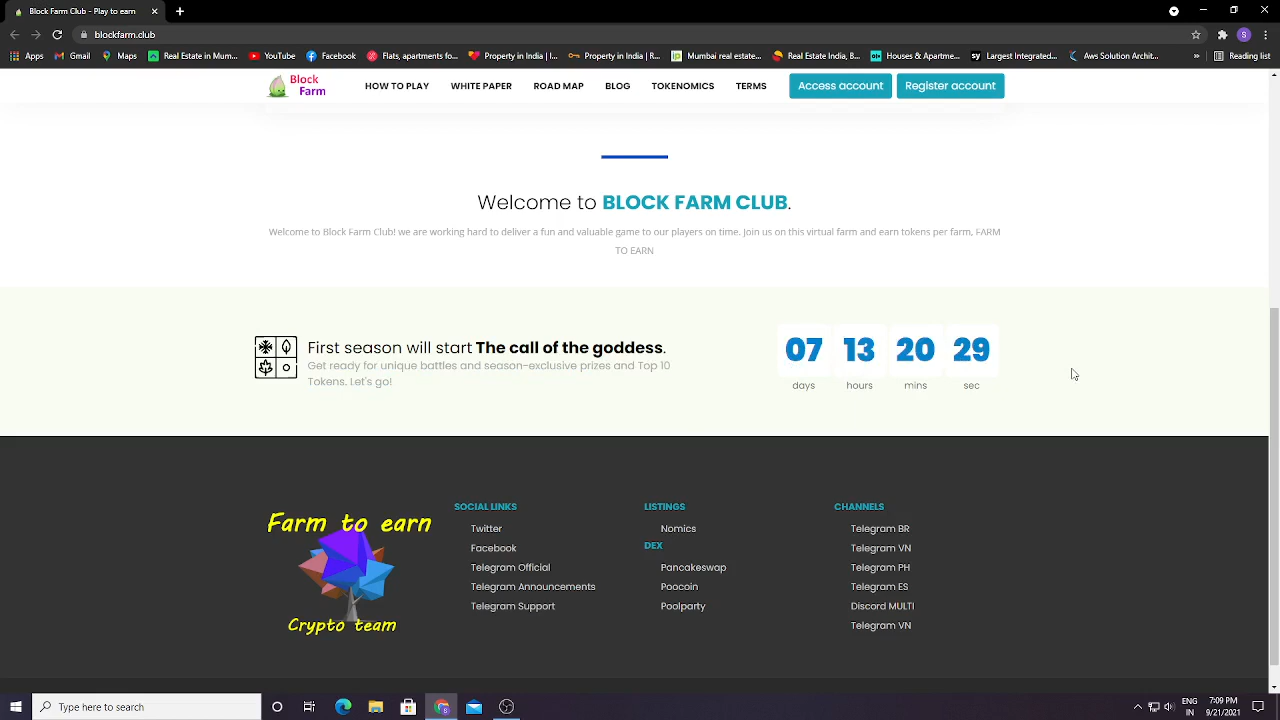 blockfarm.club
S
Apps
Gmail
Maps
Real Estate in Mum...
YouTube
Facebook
Flats, apartments fo...
Property in India | l...
Property in India |...
Mumbai real estate...
Real Estate India |...
Houses & Apartme...
Largest integrated...
Aws Security Archit...
Reading list
Block
Farm
HOW TO PLAY
WHITE PAPER
ROAD MAP
BLOG
TOKENOMICS
TERMS
Access account
Register account
Welcome to BLOCK FARM CLUB.
Welcome to Block Farm Club! we are working hard to deliver a fun and valuable game to our players on time. Join us on this virtual farm and earn tokens per farm, FARM
TO EARN
First season will start The call of the goddess.
Get ready for unique battles and season-exclusive prizes and Top 10
Tokens. Let's go!
07 13 20 29
days hours mins sec
Farm to earn
Crypto team
SOCIAL LINKS
Twitter
Facebook
Telegram Official
Telegram Announcements
Telegram Support
LISTINGS
Nomics
DEX
Pancakeswap
Poocoin
Poolparty
CHANNELS
Telegram BR
Telegram VN
Telegram PH
Telegram ES
Discord MULTI
Telegram VN
Type here to search
ENG
IN
7:09 PM
9/21/2021